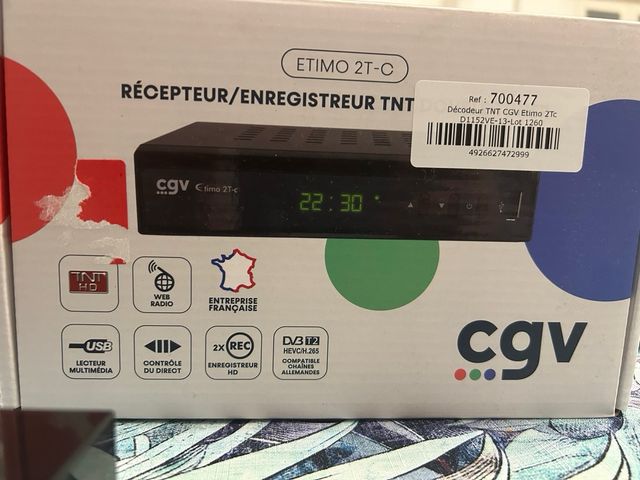 ETIMO 2T-C
RÉCEPTEUR/ENREGISTREUR TNT
Ref : 700477
Décodeur TNT CGV Etimo 2Tc
D1152VE-13-Lot 1260
4926627472999
cgv Etimo 2T-c
22:30
TNT
HD
WEB
RADIO
ENTREPRISE
FRANÇAISE
USB
LECTEUR
MULTIMÉDIA
CONTRÔLE
DU DIRECT
2X REC
ENREGISTREUR
HD
DVB T2
HEVC/H.265
COMPATIBLE
CHAÎNES
ALLEMANDES
cgv